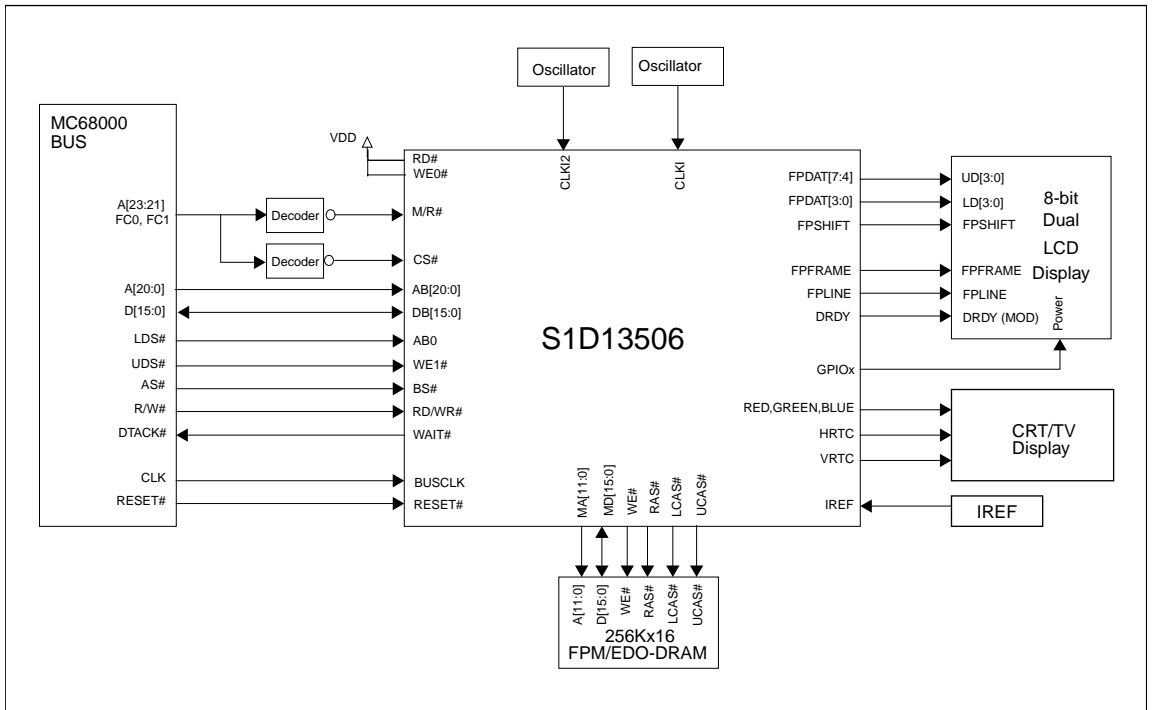 Oscillator
Oscillator
MC68000
BUS
VDD
RD#
WE0#
CLKI2
CLKI
A[23:21]
FC0, FC1
Decoder
M/R#
Decoder
CS#
A[20:0]
AB[20:0]
D[15:0]
DB[15:0]
LDS#
AB0
UDS#
WE1#
AS#
BS#
R/W#
RD/WR#
DTACK#
WAIT#
CLK
BUSCLK
RESET#
RESET#
S1D13506
FPDAT[7:4]
UD[3:0]
FPDAT[3:0]
LD[3:0]
FPSHIFT
FPSHIFT
8-bit
Dual
LCD
Display
FPFRAME
FPFRAME
FPLINE
FPLINE
DRDY
DRDY (MOD)
Power
GPIOx
RED,GREEN,BLUE
HRTC
VRTC
CRT/TV
Display
IREF
IREF
MA[11:0]
MD[15:0]
WE#
RAS#
LCAS#
UCAS#
A[11:0]
D[15:0]
WE#
RAS#
LCAS#
UCAS#
256Kx16
FPM/EDO-DRAM